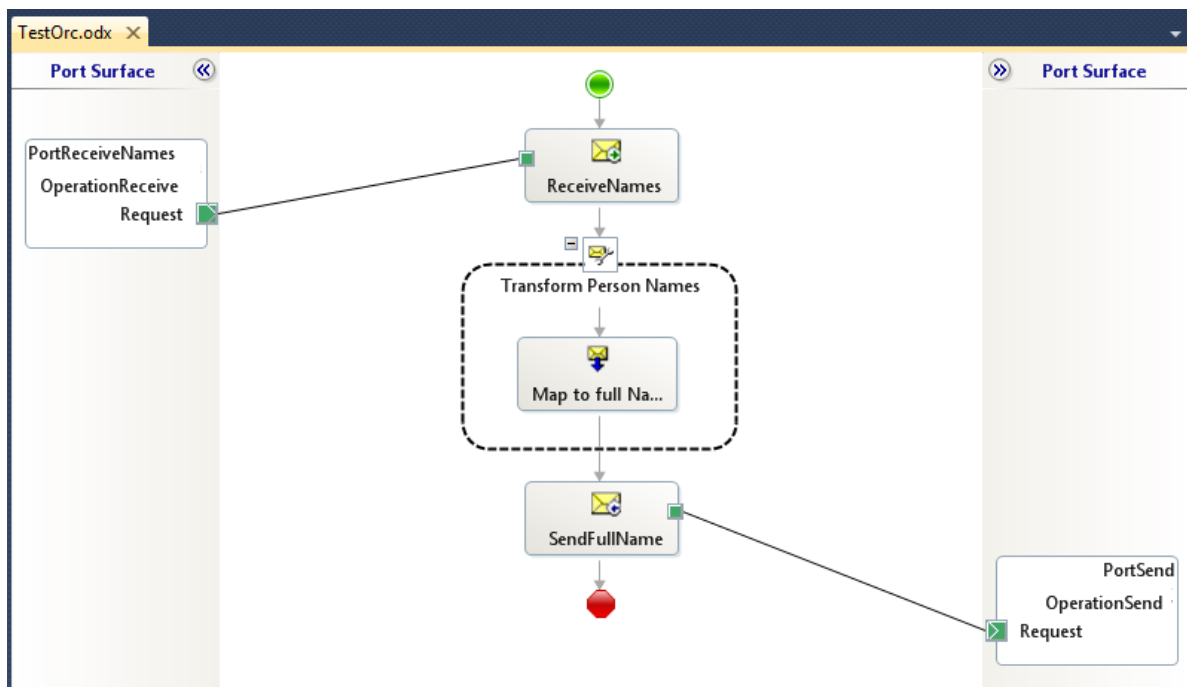 TestOrc.odx
Port Surface
Port Surface
PortReceiveNames
OperationReceive
Request
ReceiveNames
Transform Person Names
Map to full Na...
SendFullName
PortSend
OperationSend
Request